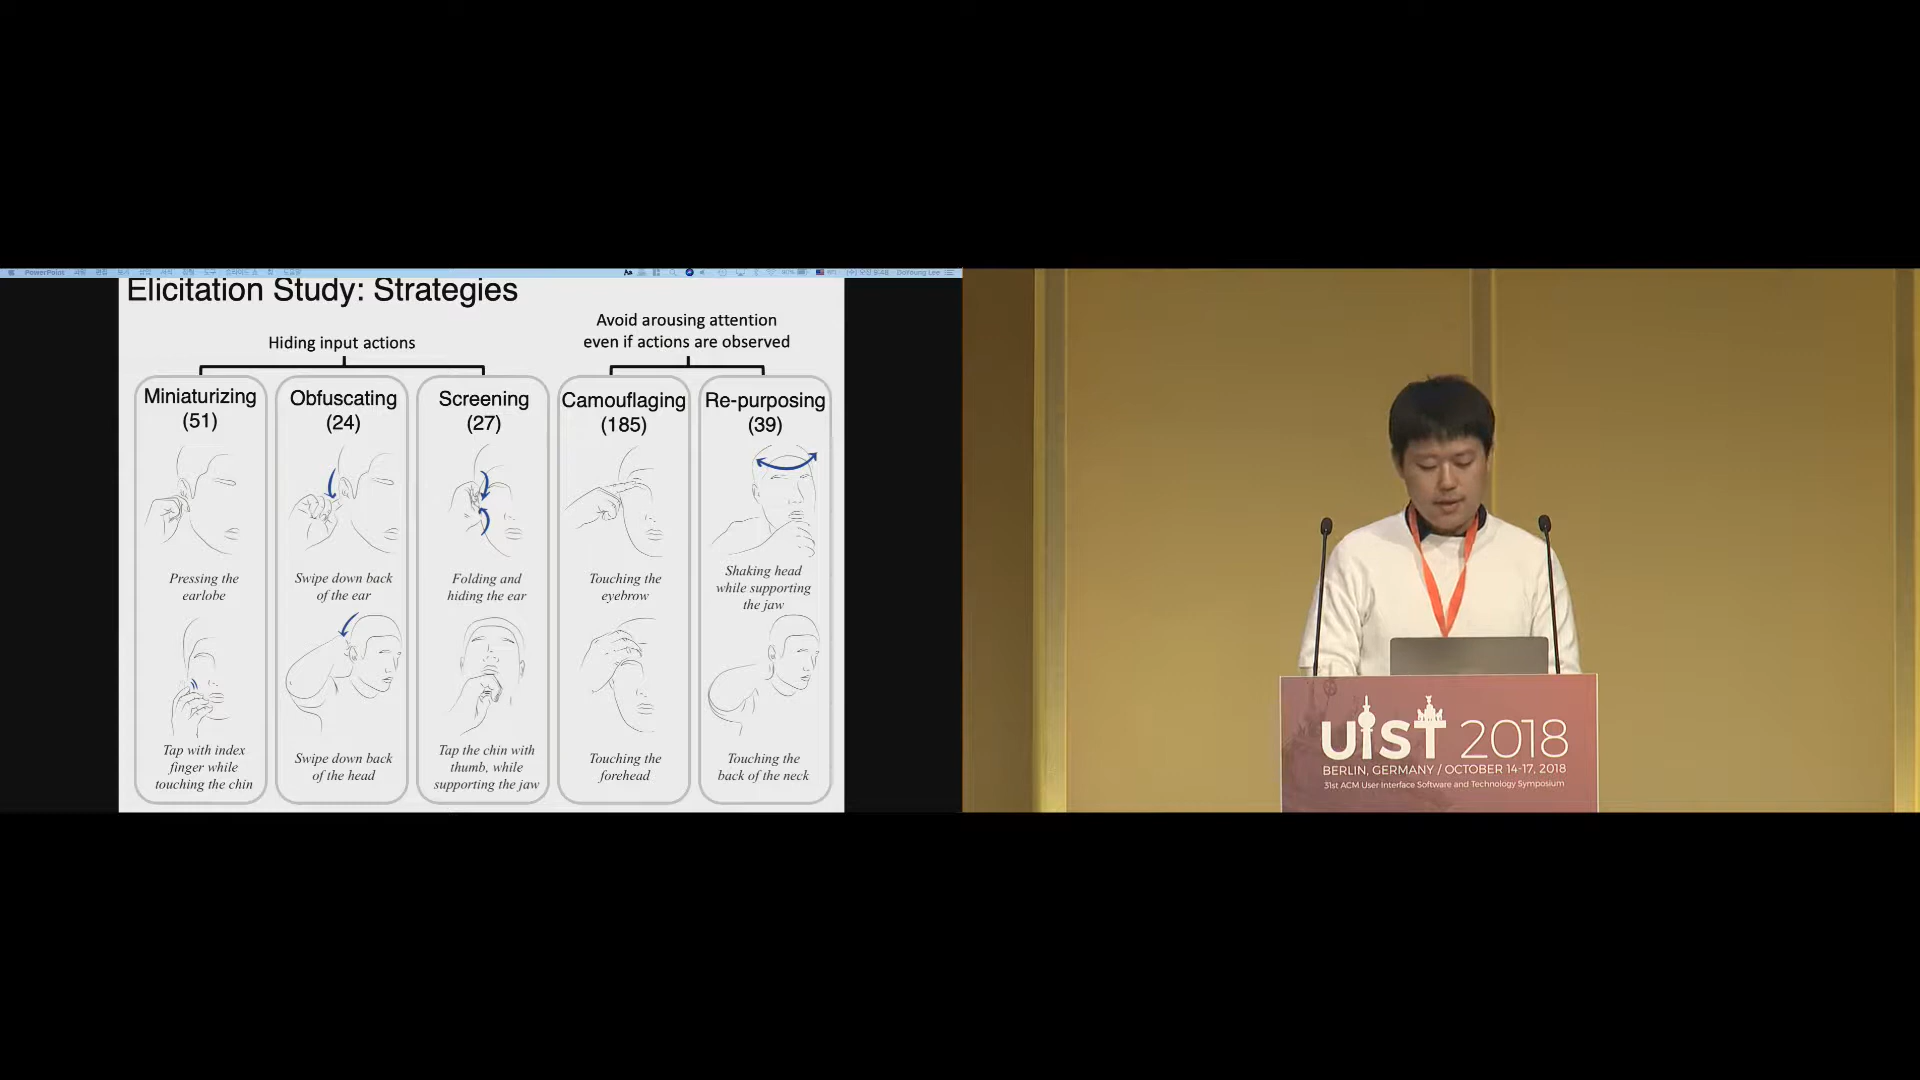 PowerPoint
DoYoung Lee
Elicitation Study: Strategies
Hiding input actions
Avoid arousing attention
even if actions are observed
Miniaturizing
(51)
Pressing the
earlobe
Tap with index
finger while
touching the chin
Obfuscating
(24)
Swipe down back
of the ear
Swipe down back
of the head
Screening
(27)
Folding and
hiding the ear
Tap the chin with
thumb, while
supporting the jaw
Camouflaging
(185)
Touching the
eyebrow
Touching the
forehead
Re-purposing
(39)
Shaking head
while supporting
the jaw
Touching the
back of the neck
UIST 2018
BERLIN, GERMANY / OCTOBER 14-17, 2018
31st ACM User Interface Software and Technology Symposium